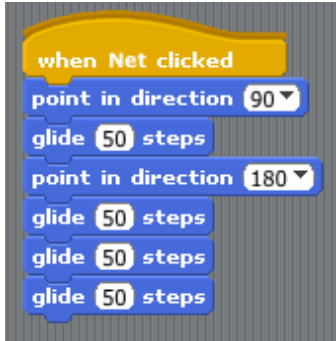 when Net clicked
point in direction 90
glide 50 steps
point in direction 180
glide 50 steps
glide 50 steps
glide 50 steps